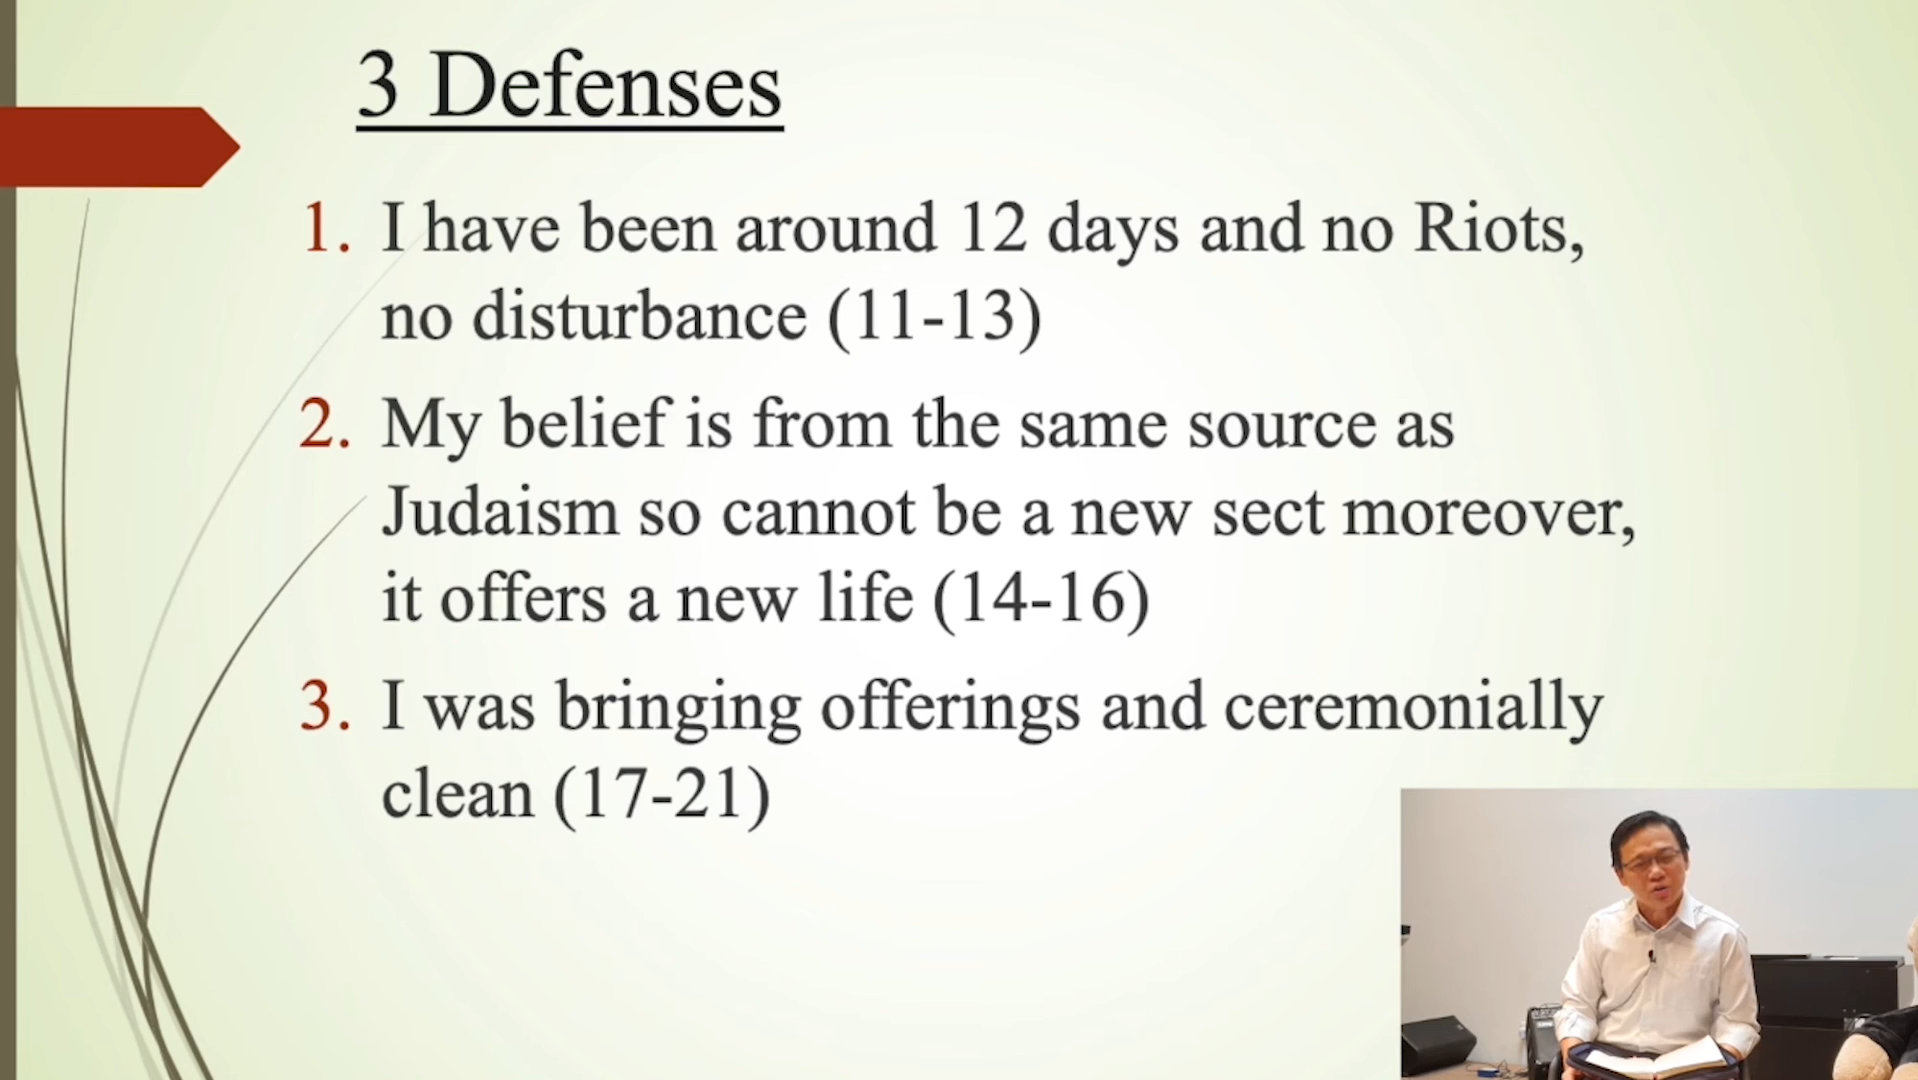 3 Defenses
1. I have been around 12 days and no Riots,
no disturbance (11-13)
2. My belief is from the same source as
Judaism so cannot be a new sect moreover,
it offers a new life (14-16)
3. I was bringing offerings and ceremonially
clean (17-21)